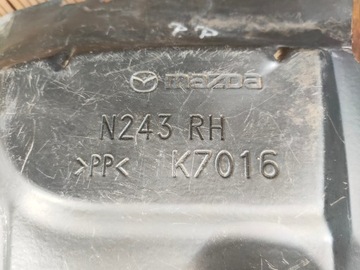 mazda
N243 RH
>PP< K7016